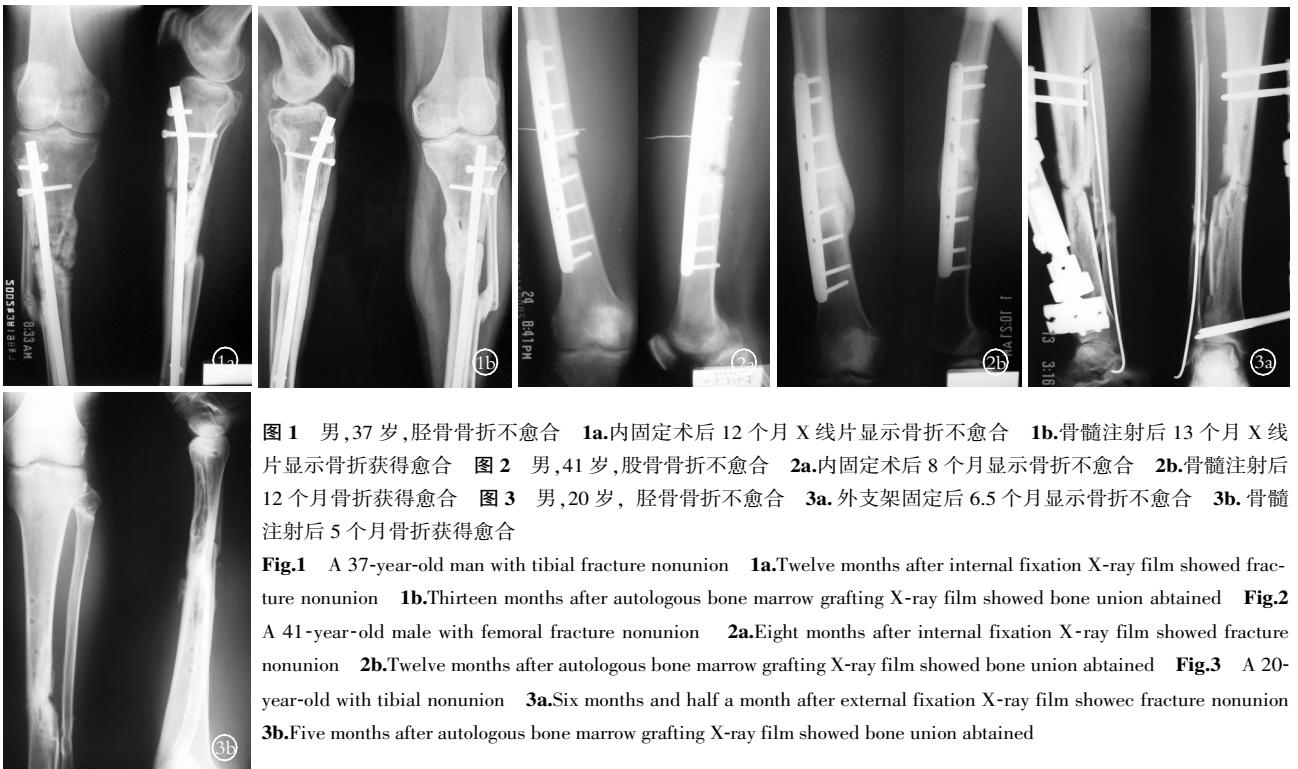 2002
8:33AM
1a
1b
24 8:41PM
2a
1 10:21AM
2b
13 3:16
3a
3b
图 1 男,37 岁,胫骨骨折不愈合 1a.内固定术后 12 个月 X 线片显示骨折不愈合 1b.骨髓注射后 13 个月 X 线
片显示骨折获得愈合 图 2 男,41 岁,股骨骨折不愈合 2a.内固定术后 8 个月显示骨折不愈合 2b.骨髓注射后
12 个月骨折获得愈合 图 3 男,20 岁, 胫骨骨折不愈合 3a. 外支架固定后 6.5 个月显示骨折不愈合 3b. 骨髓
注射后 5 个月骨折获得愈合
Fig.1 A 37-year-old man with tibial fracture nonunion 1a.Twelve months after internal fixation X-ray film showed frac-
ture nonunion 1b.Thirteen months after autologous bone marrow grafting X-ray film showed bone union abtained Fig.2
A 41-year-old male with femoral fracture nonunion 2a.Eight months after internal fixation X-ray film showed fracture
nonunion 2b.Twelve months after autologous bone marrow grafting X-ray film showed bone union abtained Fig.3 A 20-
year-old with tibial nonunion 3a.Six months and half a month after external fixation X-ray film showec fracture nonunion
3b.Five months after autologous bone marrow grafting X-ray film showed bone union abtained